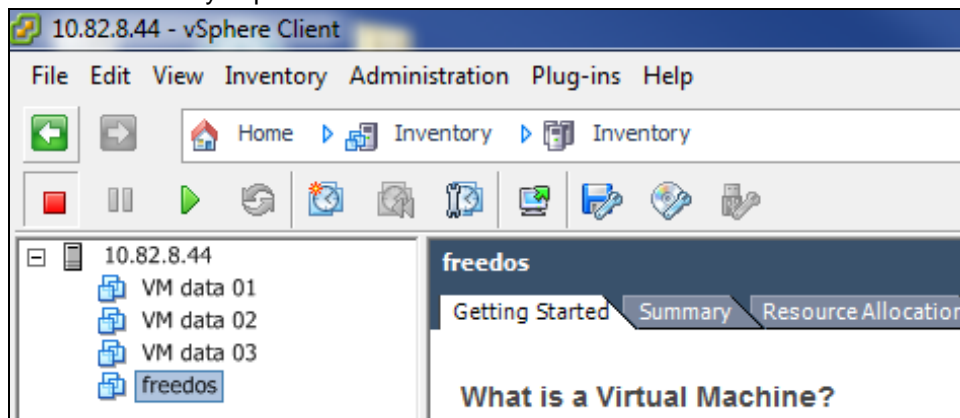 10.82.8.44 - vSphere Client
File Edit View Inventory Administration Plug-ins Help
Home Inventory Inventory
10.82.8.44
VM data 01
VM data 02
VM data 03
freedos
freedos
Getting Started Summary Resource Allocation
What is a Virtual Machine?